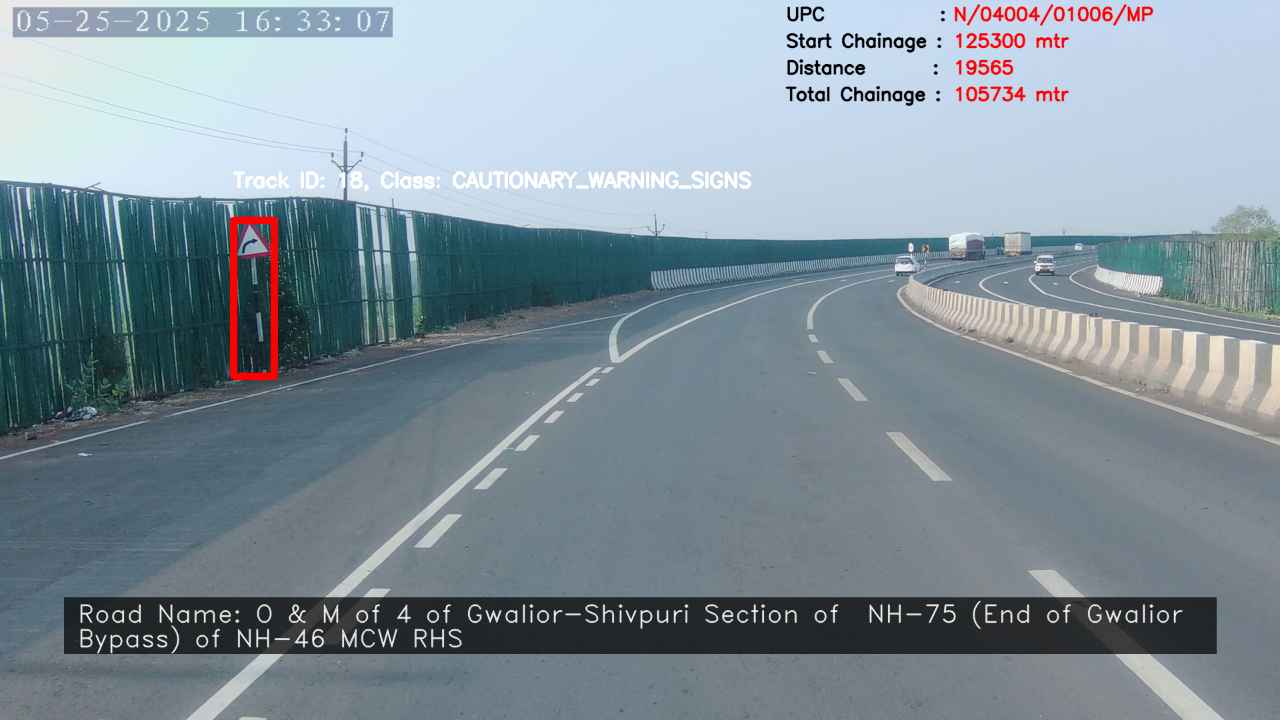 05-25-2025 16:33:07
UPC : N/04004/01006/MP
Start Chainage : 125300 mtr
Distance : 19565
Total Chainage : 105734 mtr
Track ID: 18, Class: CAUTIONARY_WARNING_SIGNS
Road Name: O & M of 4 of Gwalior-Shivpuri Section of NH-75 (End of Gwalior
Bypass) of NH-46 MCW RHS